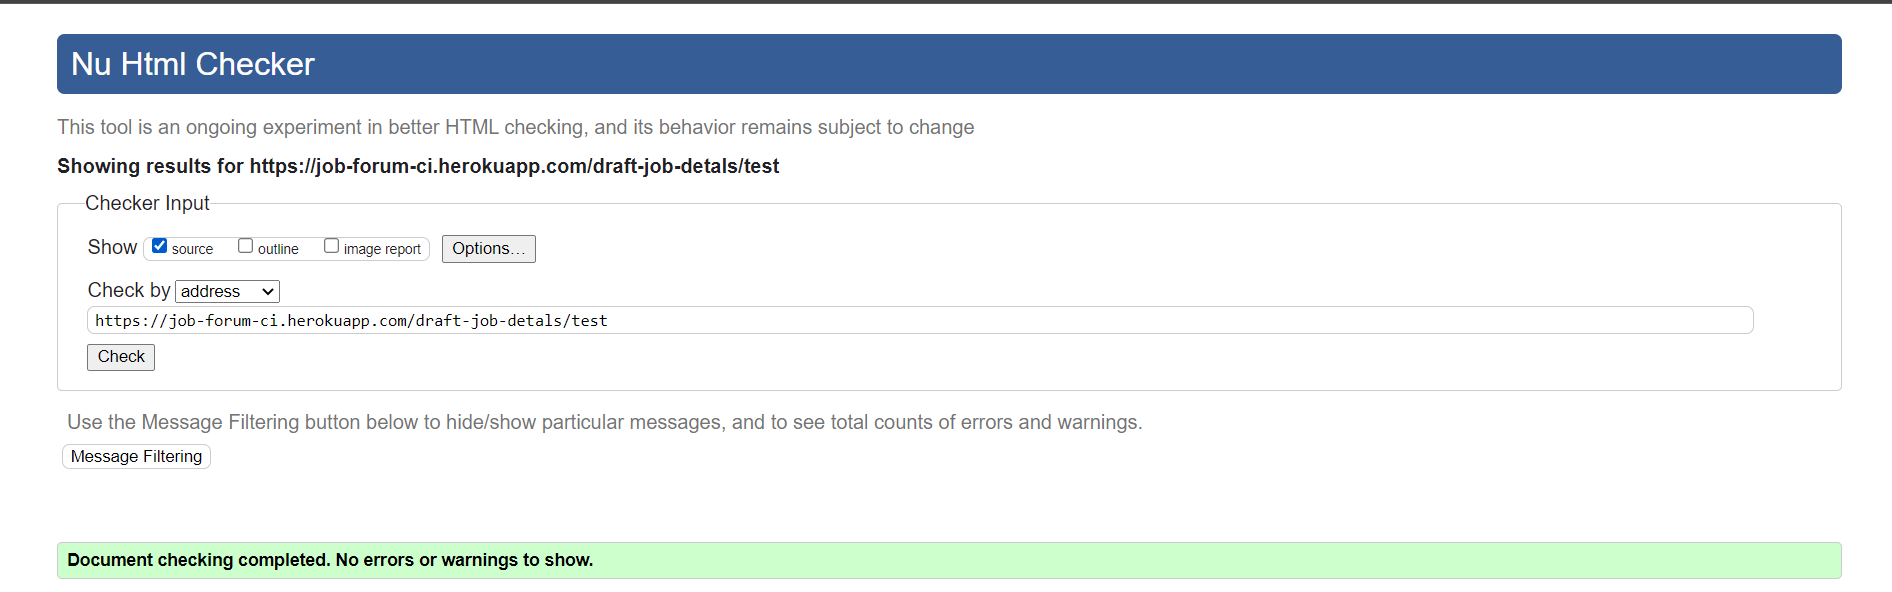 Nu Html Checker
This tool is an ongoing experiment in better HTML checking, and its behavior remains subject to change
Showing results for https://job-forum-ci.herokuapp.com/draft-job-detals/test
Checker Input
Show source outline image report Options...
Check by address
https://job-forum-ci.herokuapp.com/draft-job-detals/test
Check
Use the Message Filtering button below to hide/show particular messages, and to see total counts of errors and warnings.
Message Filtering
Document checking completed. No errors or warnings to show.